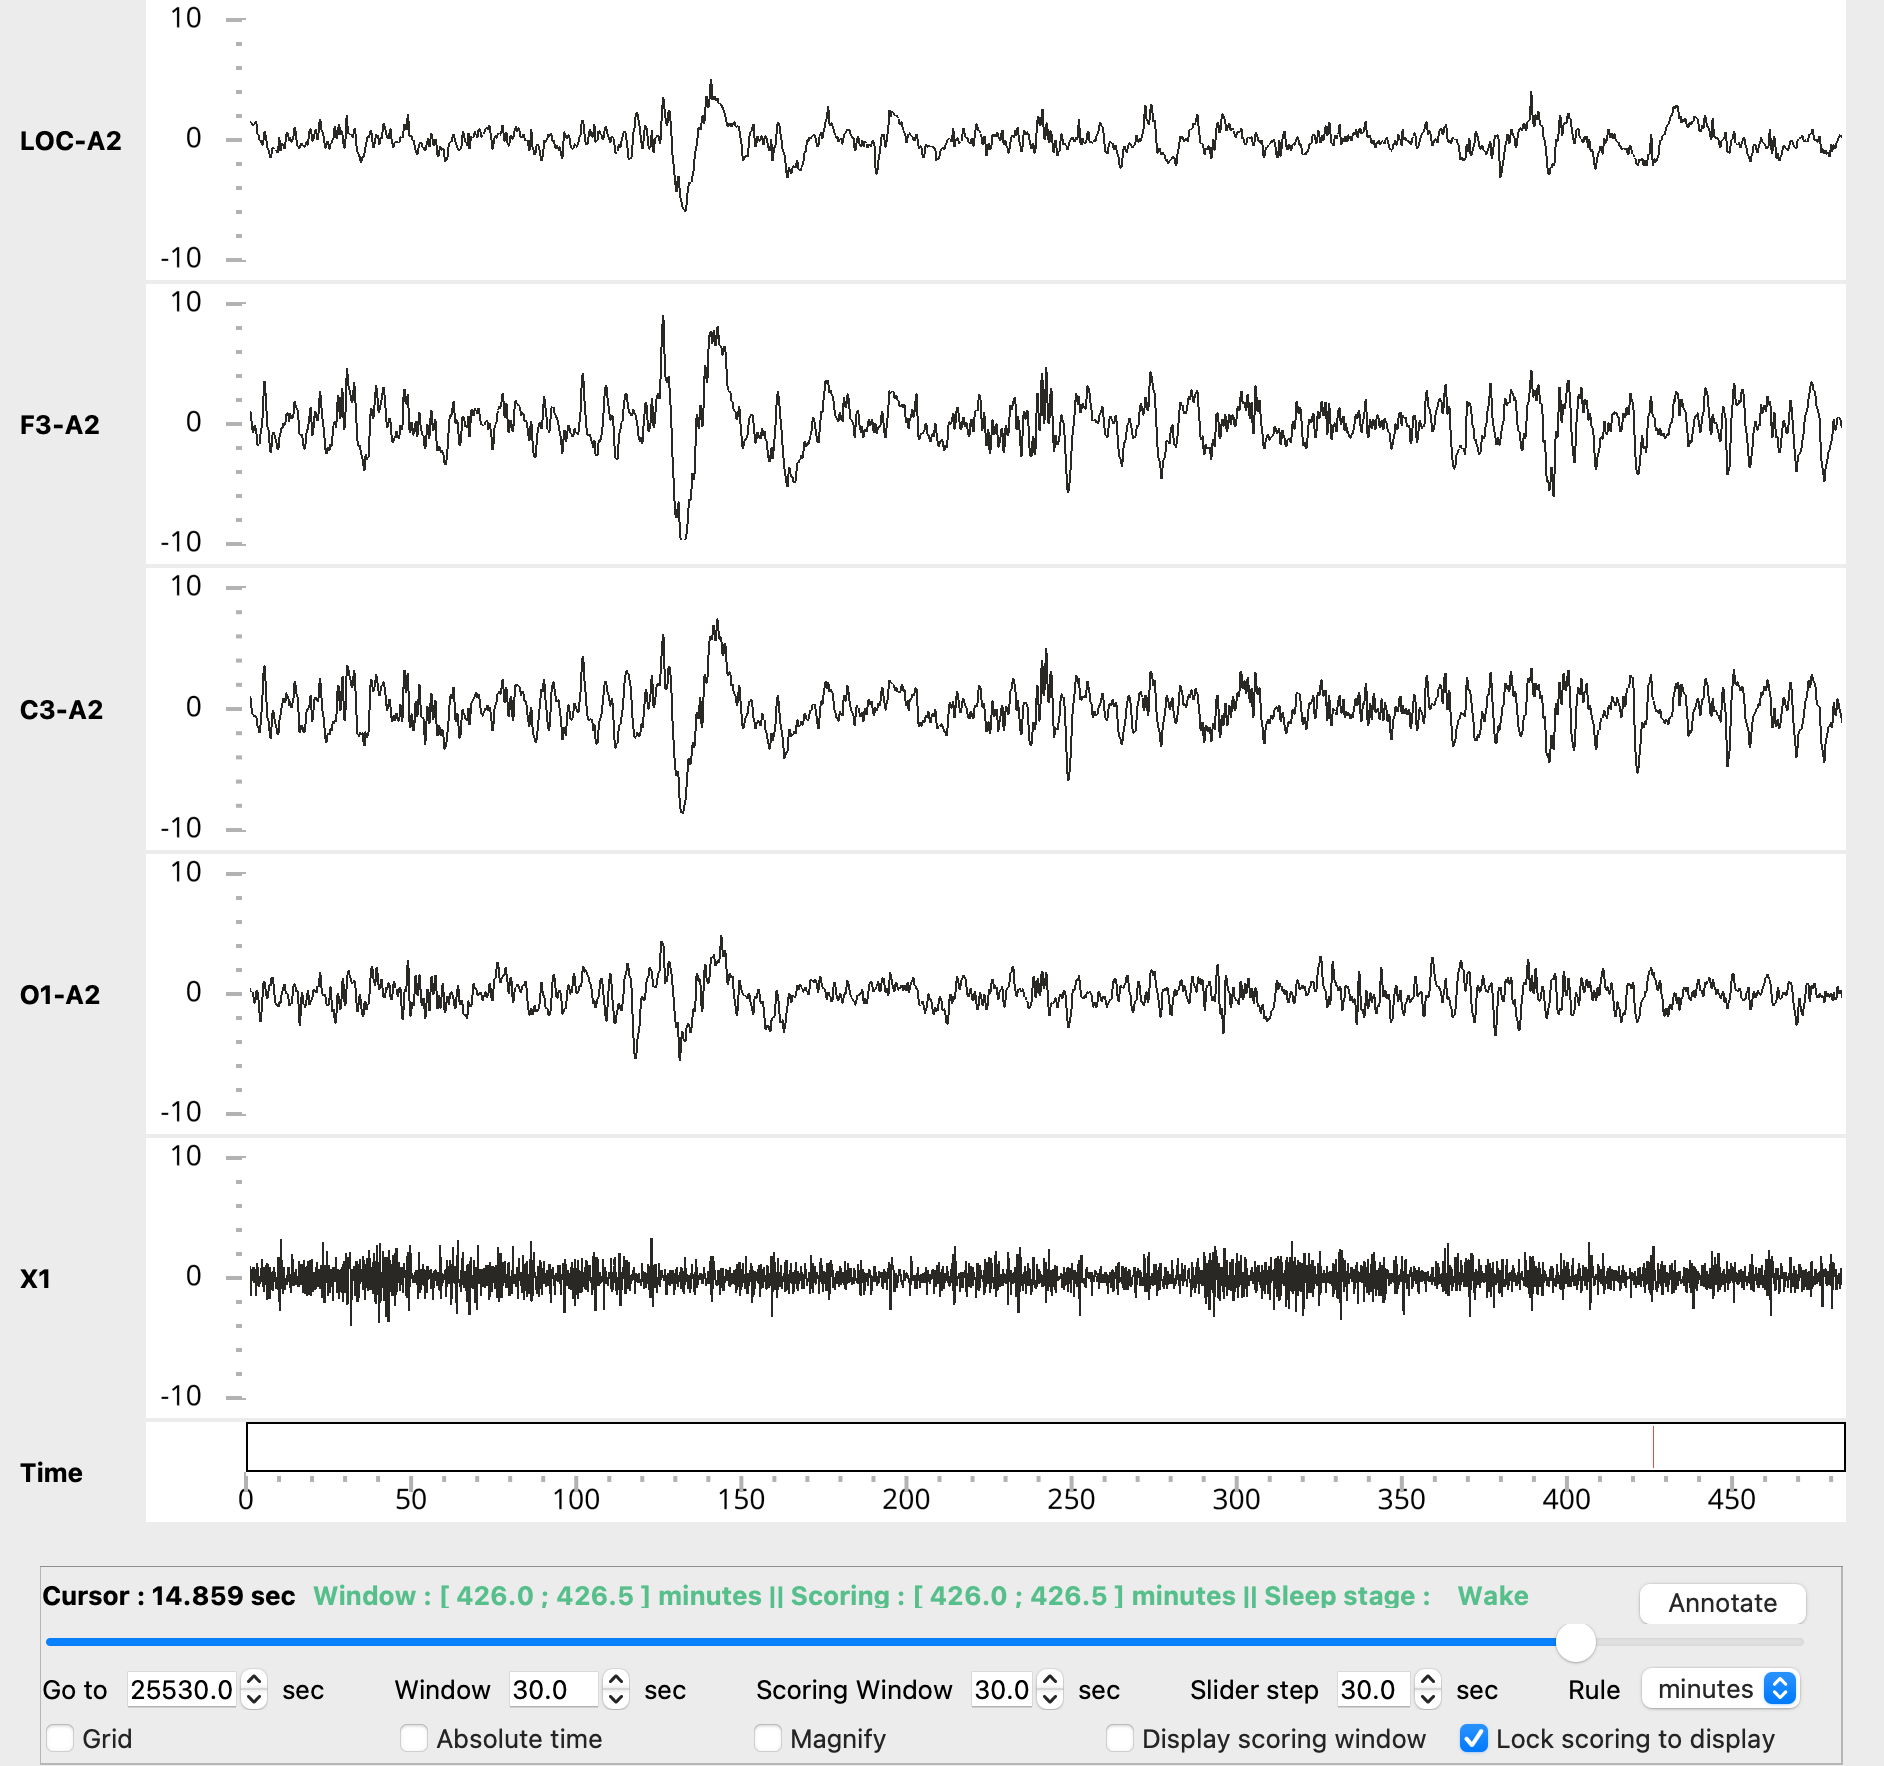 10
LOC-A2 0
-10
10
F3-A2 0
-10
10
C3-A2 0
-10
10
O1-A2 0
-10
10
X1 0
-10
Time
0 50 100 150 200 250 300 350 400 450
Cursor : 14.859 sec Window : [ 426.0 ; 426.5 ] minutes || Scoring : [ 426.0 ; 426.5 ] minutes || Sleep stage : Wake Annotate
Go to 25530.0 sec Window 30.0 sec Scoring Window 30.0 sec Slider step 30.0 sec Rule minutes
Grid Absolute time Magnify Display scoring window Lock scoring to display